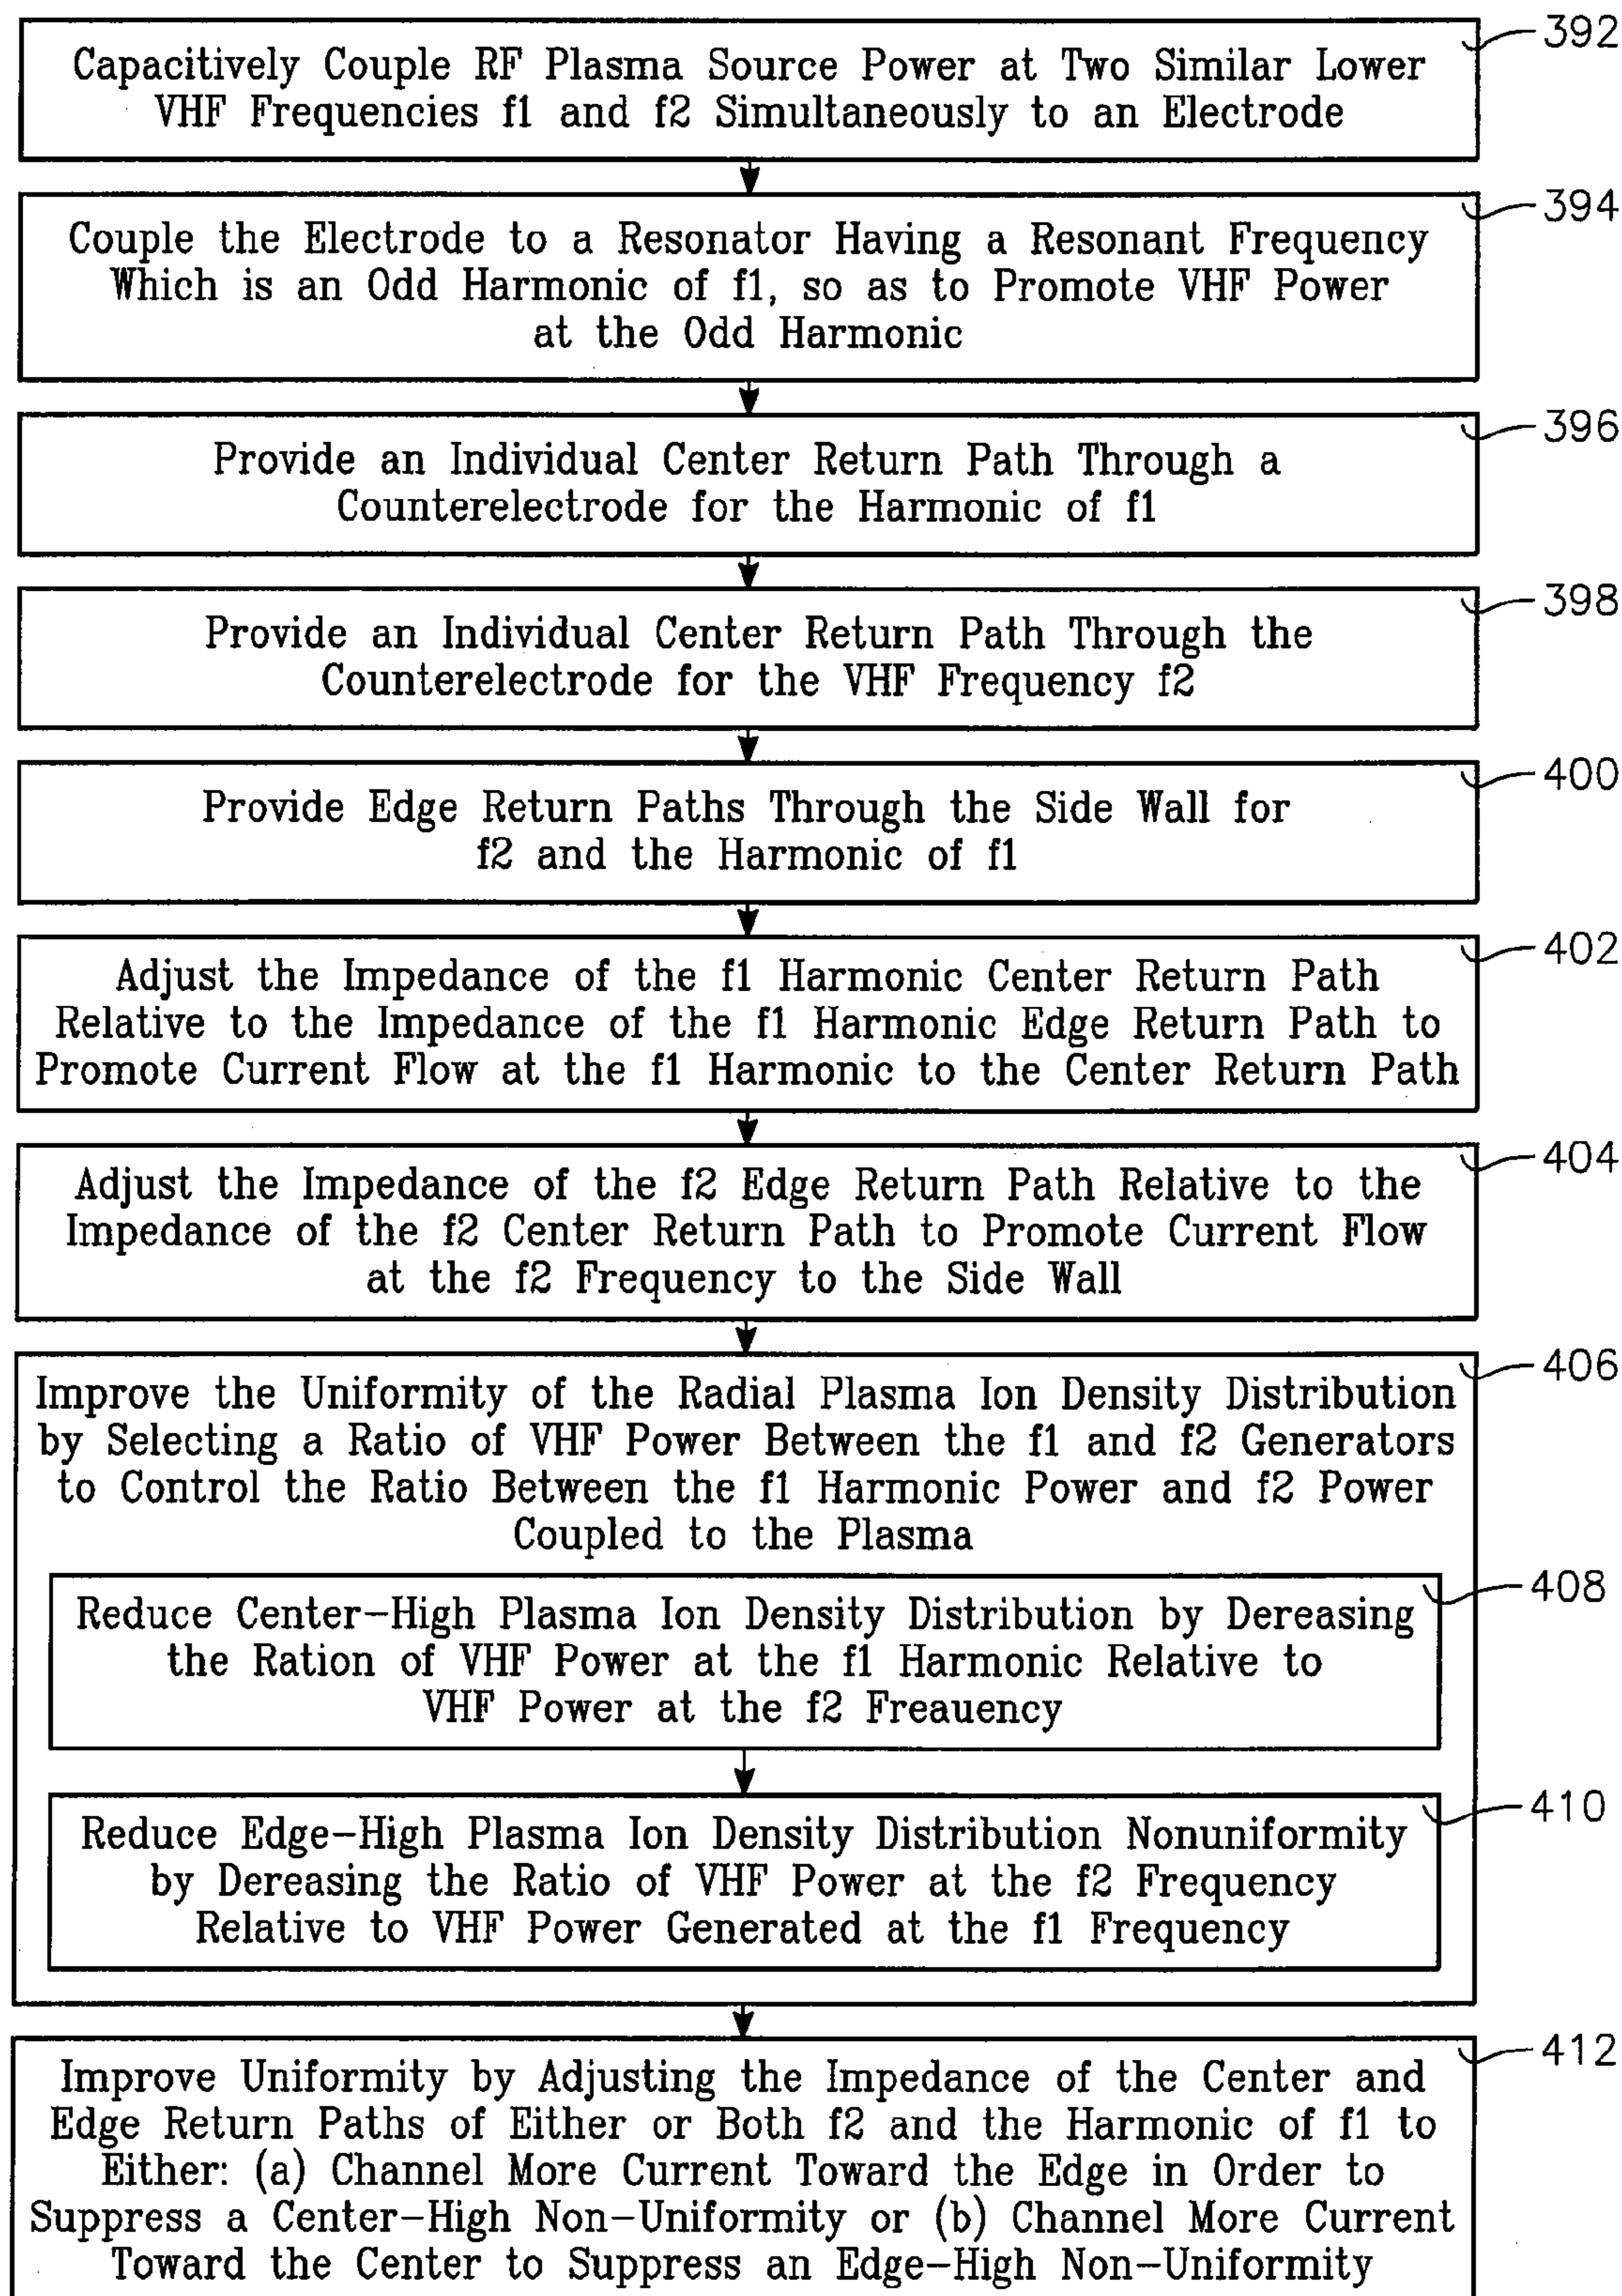 392
Capacitively Couple RF Plasma Source Power at Two Similar Lower
VHF Frequencies f1 and f2 Simultaneously to an Electrode
394
Couple the Electrode to a Resonator Having a Resonant Frequency
Which is an Odd Harmonic of f1, so as to Promote VHF Power
at the Odd Harmonic
396
Provide an Individual Center Return Path Through a
Counterelectrode for the Harmonic of f1
398
Provide an Individual Center Return Path Through the
Counterelectrode for the VHF Frequency f2
400
Provide Edge Return Paths Through the Side Wall for
f2 and the Harmonic of f1
402
Adjust the Impedance of the f1 Harmonic Center Return Path
Relative to the Impedance of the f1 Harmonic Edge Return Path to
Promote Current Flow at the f1 Harmonic to the Center Return Path
404
Adjust the Impedance of the f2 Edge Return Path Relative to the
Impedance of the f2 Center Return Path to Promote Current Flow
at the f2 Frequency to the Side Wall
406
Improve the Uniformity of the Radial Plasma Ion Density Distribution
by Selecting a Ratio of VHF Power Between the f1 and f2 Generators
to Control the Ratio Between the f1 Harmonic Power and f2 Power
Coupled to the Plasma
408
Reduce Center-High Plasma Ion Density Distribution by Dereasing
the Ration of VHF Power at the f1 Harmonic Relative to
VHF Power at the f2 Freauency
410
Reduce Edge-High Plasma Ion Density Distribution Nonuniformity
by Dereasing the Ratio of VHF Power at the f2 Frequency
Relative to VHF Power Generated at the f1 Frequency
412
Improve Uniformity by Adjusting the Impedance of the Center and
Edge Return Paths of Either or Both f2 and the Harmonic of f1 to
Either: (a) Channel More Current Toward the Edge in Order to
Suppress a Center-High Non-Uniformity or (b) Channel More Current
Toward the Center to Suppress an Edge-High Non-Uniformity